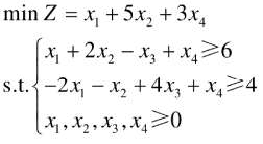 min Z = x₁ + 5x₂ + 3x₄
x₁ + 2x₂ − x₃ + x₄ ⩾ 6
s.t. −2x₁ − x₂ + 4x₃ + x₄ ⩾ 4
x₁, x₂, x₃, x₄ ⩾ 0